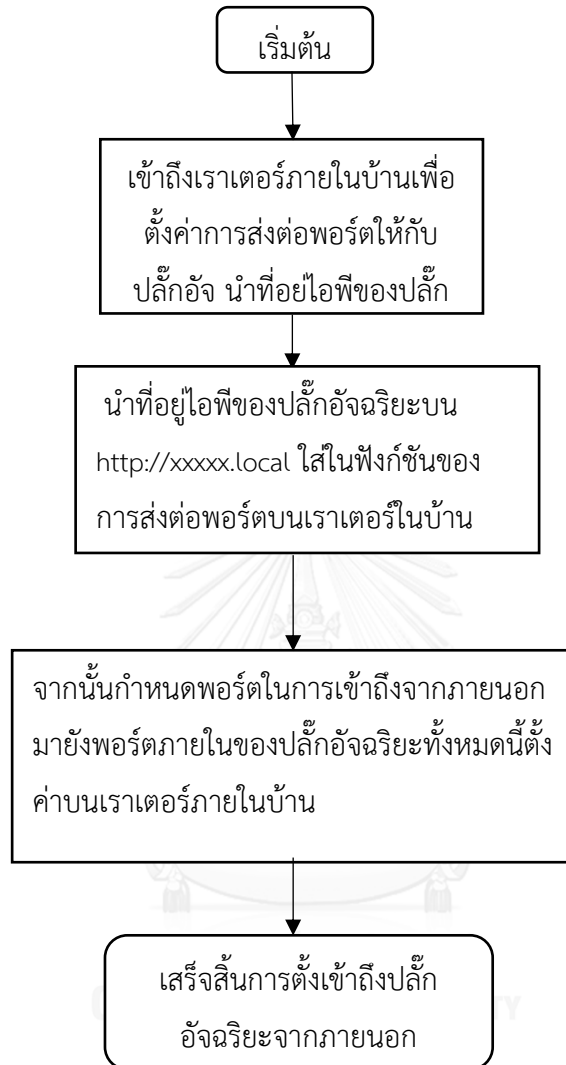 เริ่มต้น
เข้าถึงเราเตอร์ภายในบ้านเพื่อ
ตั้งค่าการส่งต่อพอร์ตให้กับ
ปลั๊กอัจ นำที่อย่ไอพีของปลั๊ก
นำที่อยู่ไอพีของปลั๊กอัจฉริยะบน
http://xxxxx.local ใส่ในฟังก์ชันของ
การส่งต่อพอร์ตบนเราเตอร์ในบ้าน
จากนั้นกำหนดพอร์ตในการเข้าถึงจากภายนอก
มายังพอร์ตภายในของปลั๊กอัจฉริยะทั้งหมดนี้ตั้ง
ค่าบนเราเตอร์ภายในบ้าน
เสร็จสิ้นการตั้งเข้าถึงปลั๊ก
อัจฉริยะจากภายนอก